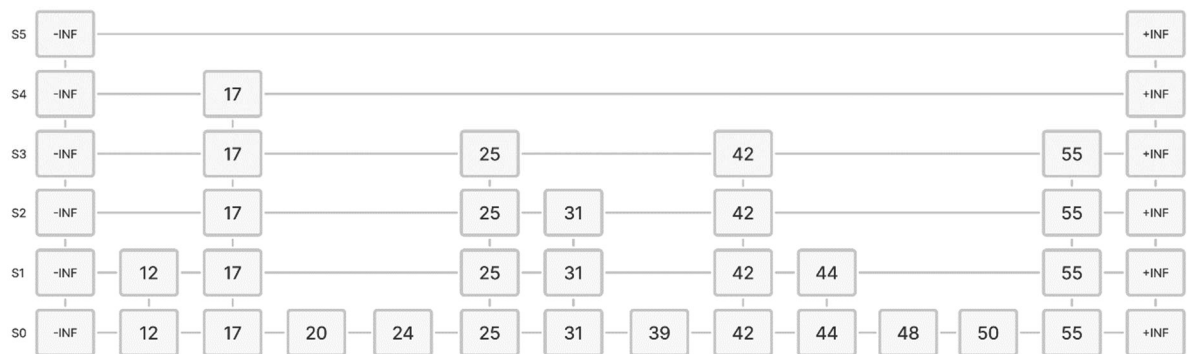 S5 -INF +INF
S4 -INF 17 +INF
S3 -INF 17 25 42 55 +INF
S2 -INF 17 25 31 42 55 +INF
S1 -INF 12 17 25 31 42 44 55 +INF
S0 -INF 12 17 20 24 25 31 39 42 44 48 50 55 +INF